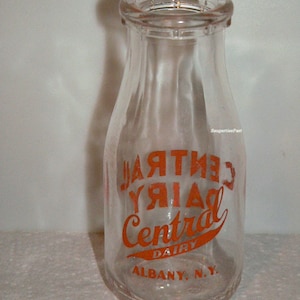 CENTRAL
DAIRY
Central
DAIRY
ALBANY, N.Y.